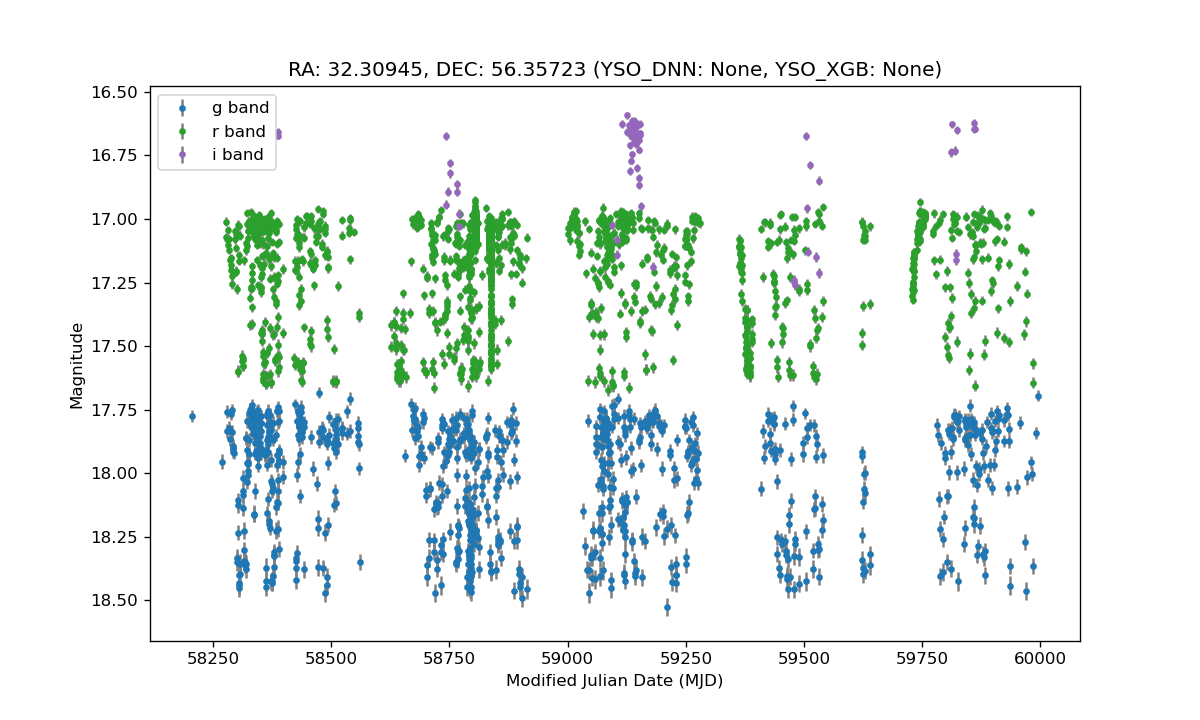 RA: 32.30945, DEC: 56.35723 (YSO_DNN: None, YSO_XGB: None)
g band
r band
i band
16.50
16.75
17.00
17.25
17.50
17.75
18.00
18.25
18.50
Magnitude
58250 58500 58750 59000 59250 59500 59750 60000
Modified Julian Date (MJD)